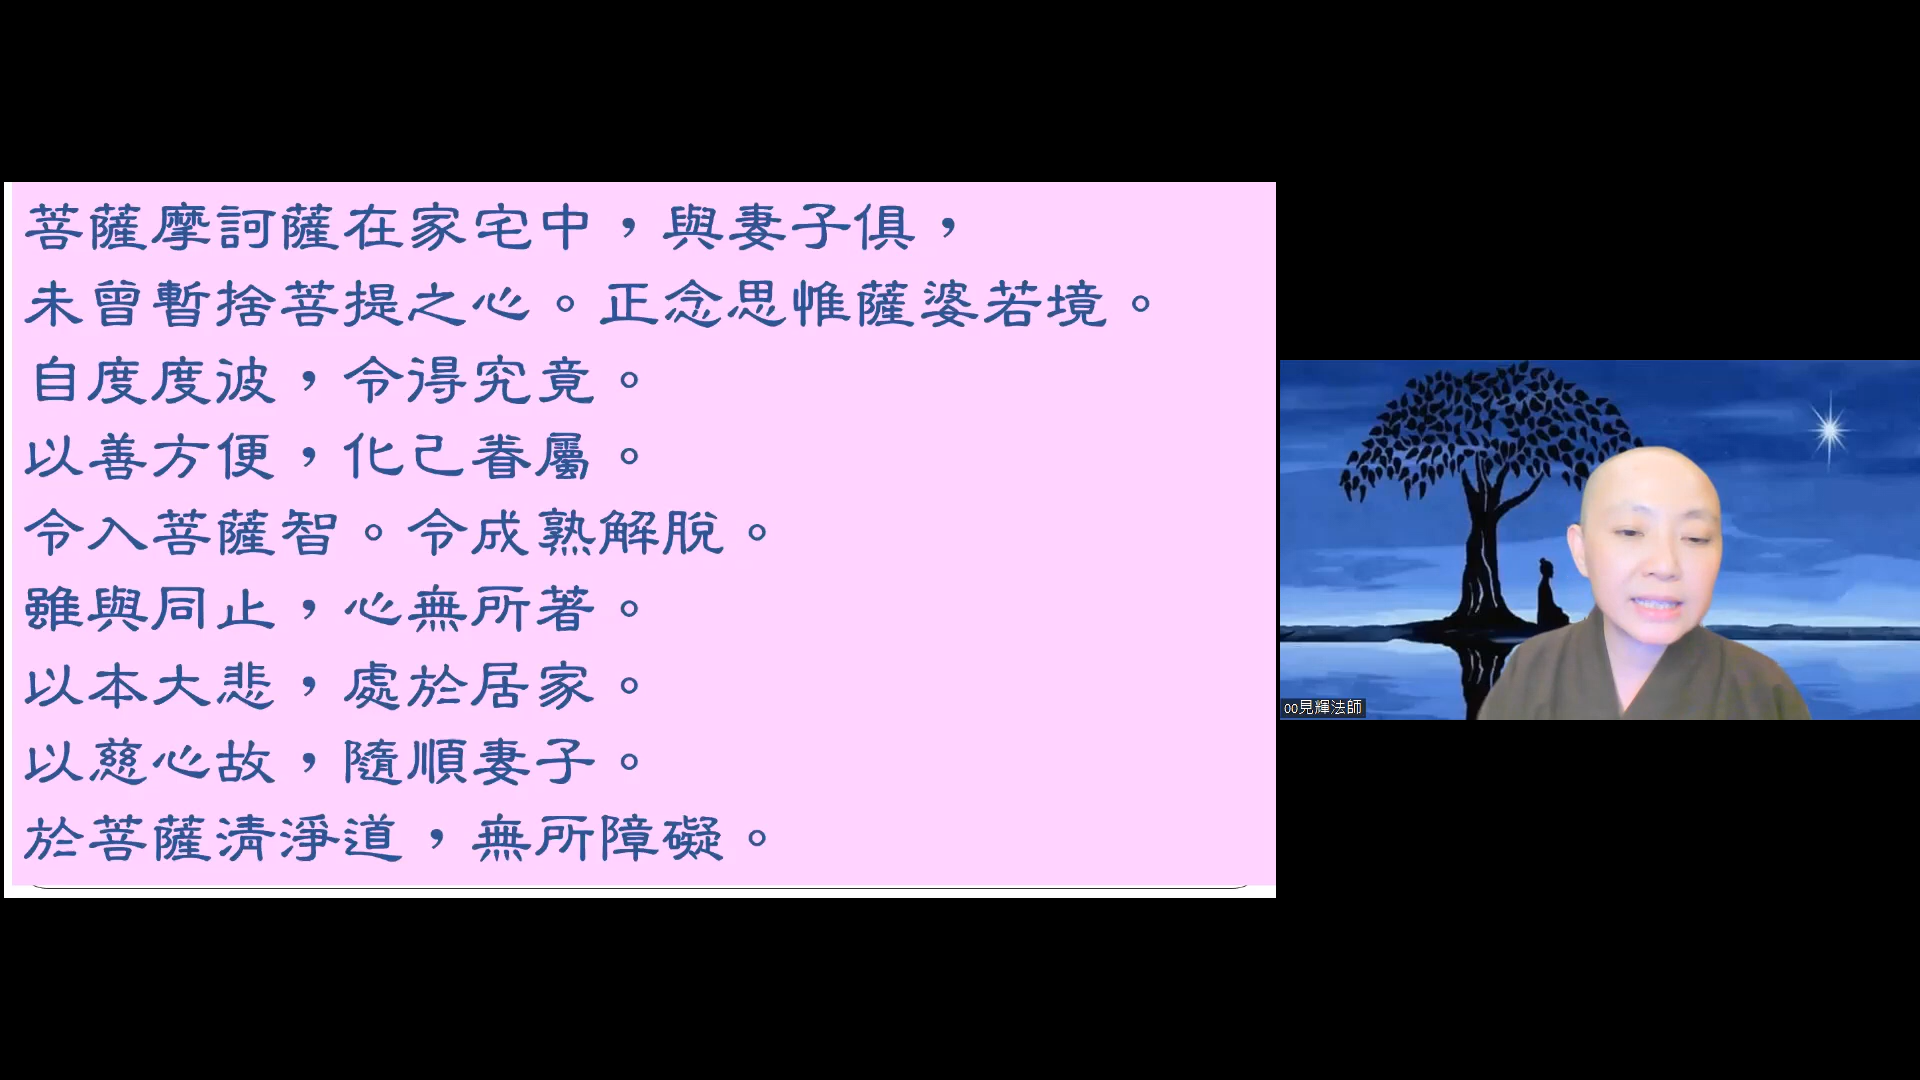 菩薩摩訶薩在家宅中，與妻子俱，
未曾暫捨菩提之心。正念思惟薩婆若境。
自度度彼，令得究竟。
以善方便，化己眷屬。
令入菩薩智。令成熟解脫。
雖與同止，心無所著。
以本大悲，處於居家。
以慈心故，隨順妻子。
於菩薩清淨道，無所障礙。
oo見輝法師